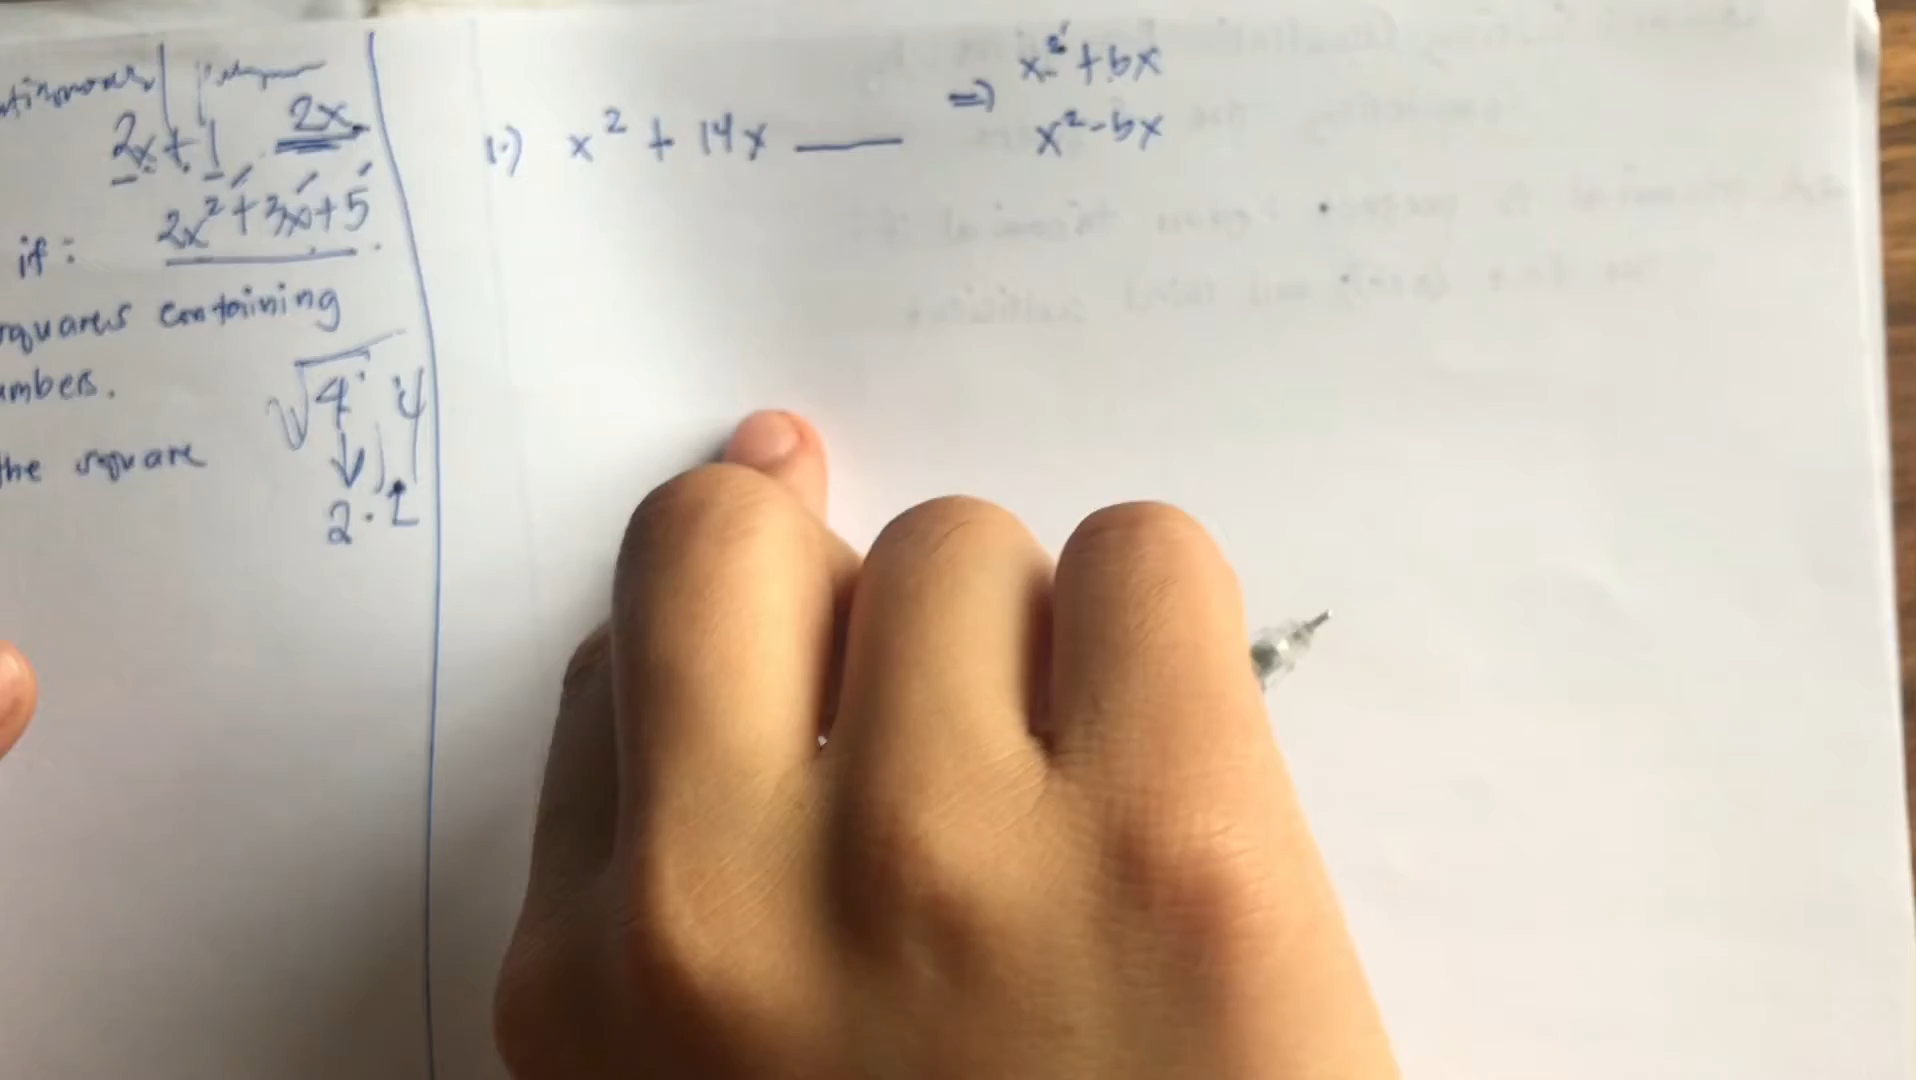 2x + 1 2x
if : 2x² + 3x + 5
squares containing
umbers. √4 4
the square
2 . 2
1.) x² + 14x ____ ⇒ x² + bx
x² - bx